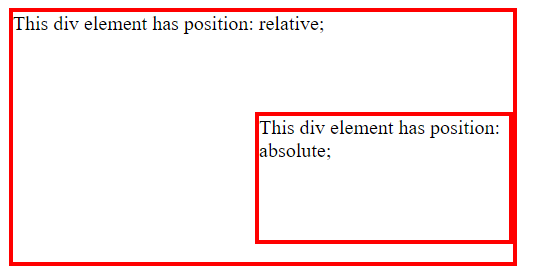 This div element has position: relative;
This div element has position:
absolute;